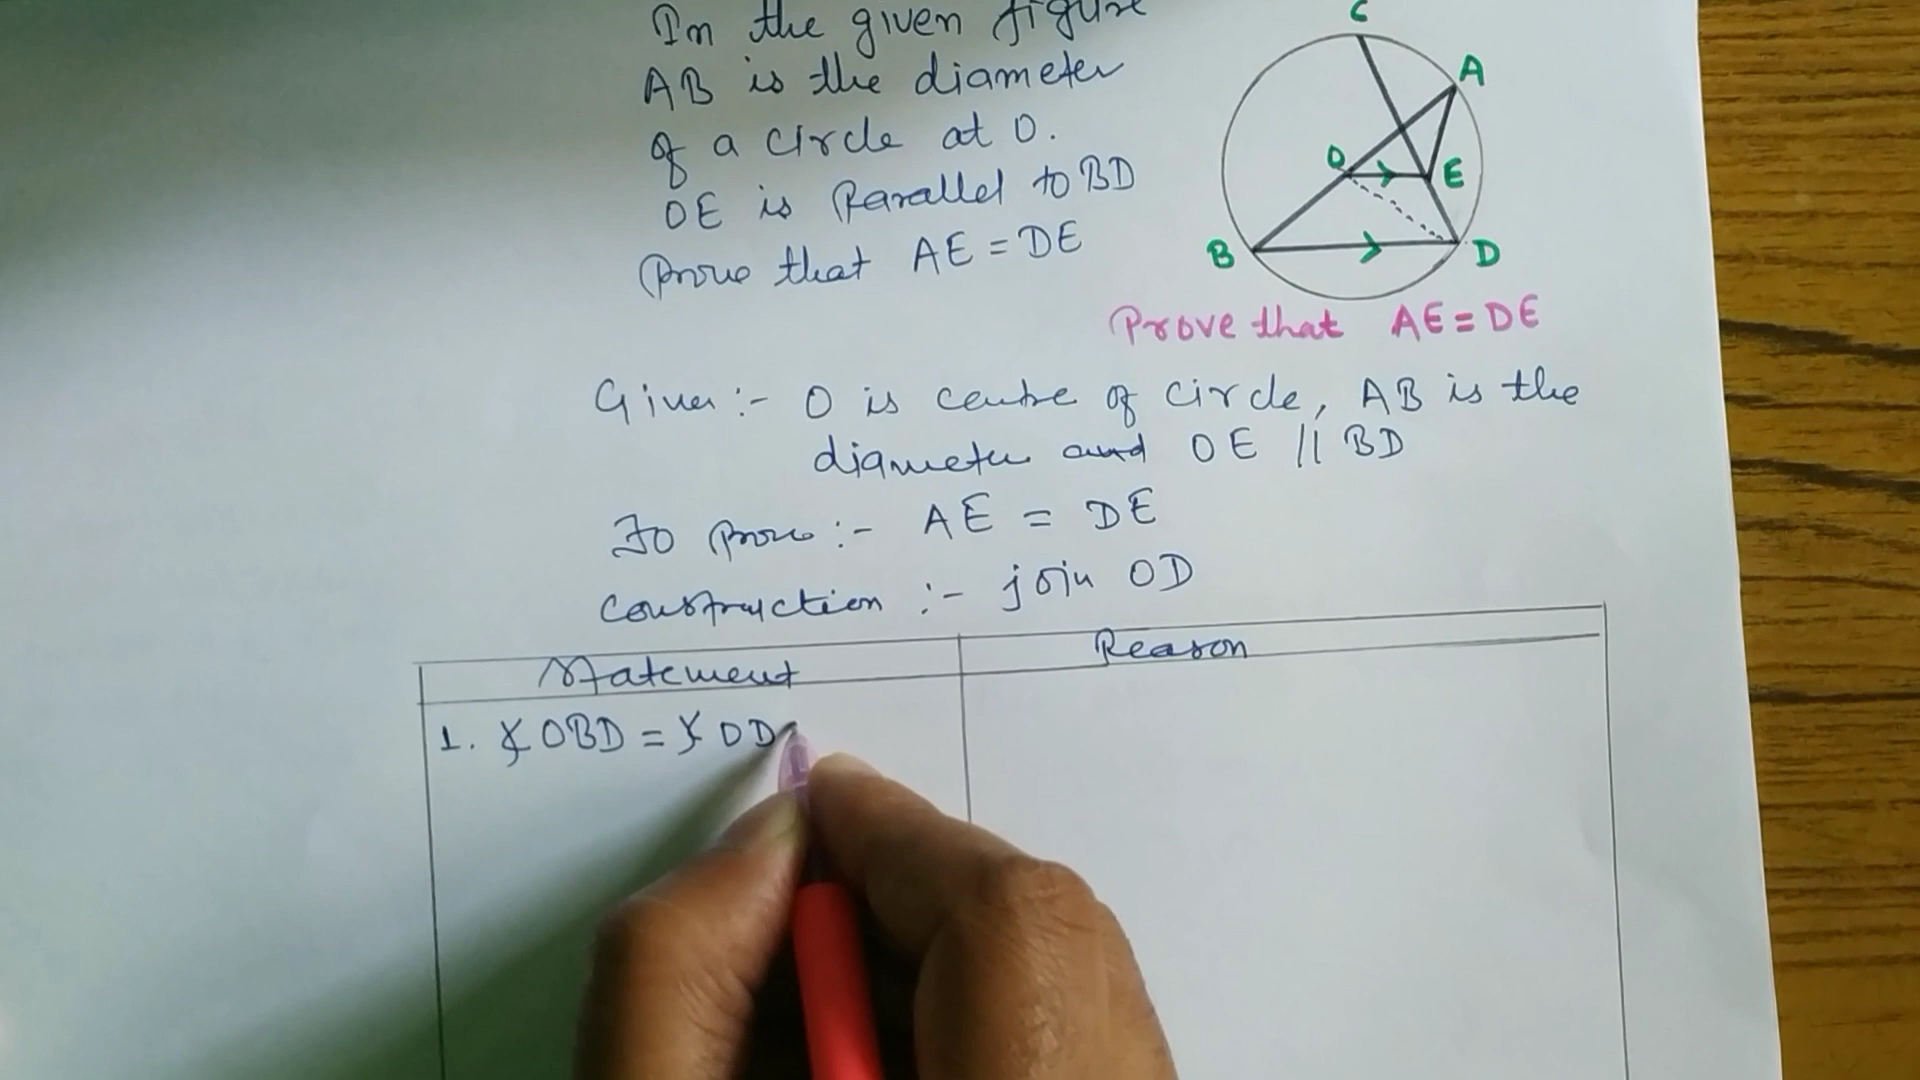 In the given figure
AB is the diameter
of a circle at O.
OE is Parallel to BD
Prove that AE = DE
C
A
O
E
B
D
Prove that AE = DE
Given :- O is centre of circle, AB is the
diameter and OE // BD
To prove :- AE = DE
construction :- join OD
Statement
Reason
1. ∠OBD = ∠OD